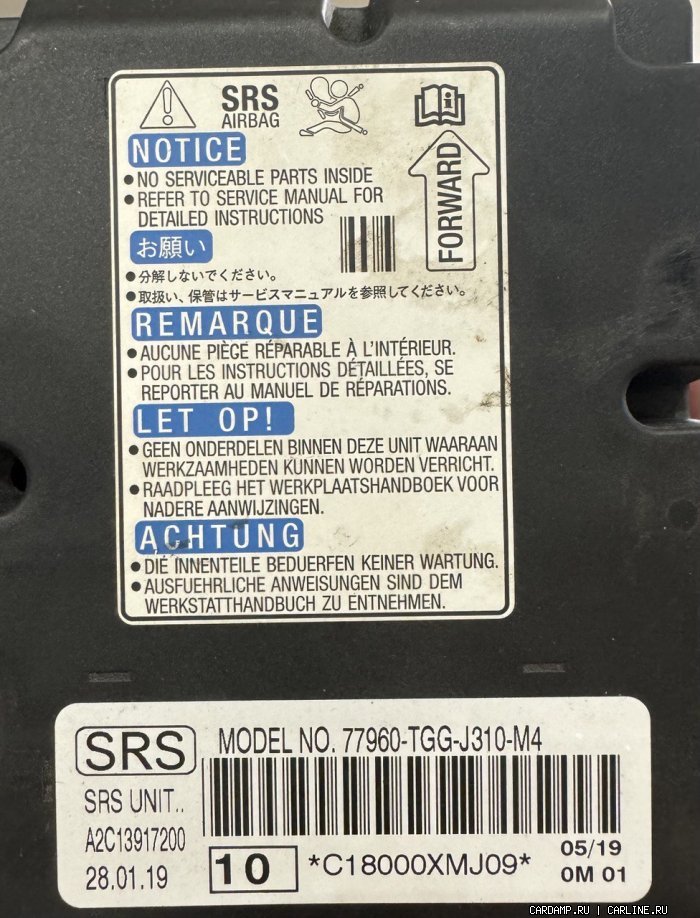 SRS
AIRBAG
NOTICE
● NO SERVICEABLE PARTS INSIDE
● REFER TO SERVICE MANUAL FOR
DETAILED INSTRUCTIONS
FORWARD
お願い
● 分解しないでください。
● 取扱い、保管はサービスマニュアルを参照してください。
REMARQUE
● AUCUNE PIÈCE RÉPARABLE À L'INTÉRIEUR.
● POUR LES INSTRUCTIONS DÉTAILLÉES, SE
REPORTER AU MANUEL DE RÉPARATIONS.
LET OP!
● GEEN ONDERDELEN BINNEN DEZE UNIT WAARAAN
WERKZAAMHEDEN KUNNEN WORDEN VERRICHT.
● RAADPLEEG HET WERKPLAATSHANDBOEK VOOR
NADERE AANWIJZINGEN.
ACHTUNG
● DIE INNENTEILE BEDUERFEN KEINER WARTUNG.
● AUSFUEHRLICHE ANWEISUNGEN SIND DEM
WERKSTATTHANDBUCH ZU ENTNEHMEN.
SRS
MODEL NO. 77960-TGG-J310-M4
SRS UNIT..
A2C13917200
28.01.19
10
*C18000XMJ09*
05/19
0M 01
CARDAMP.RU | CARLINE.RU